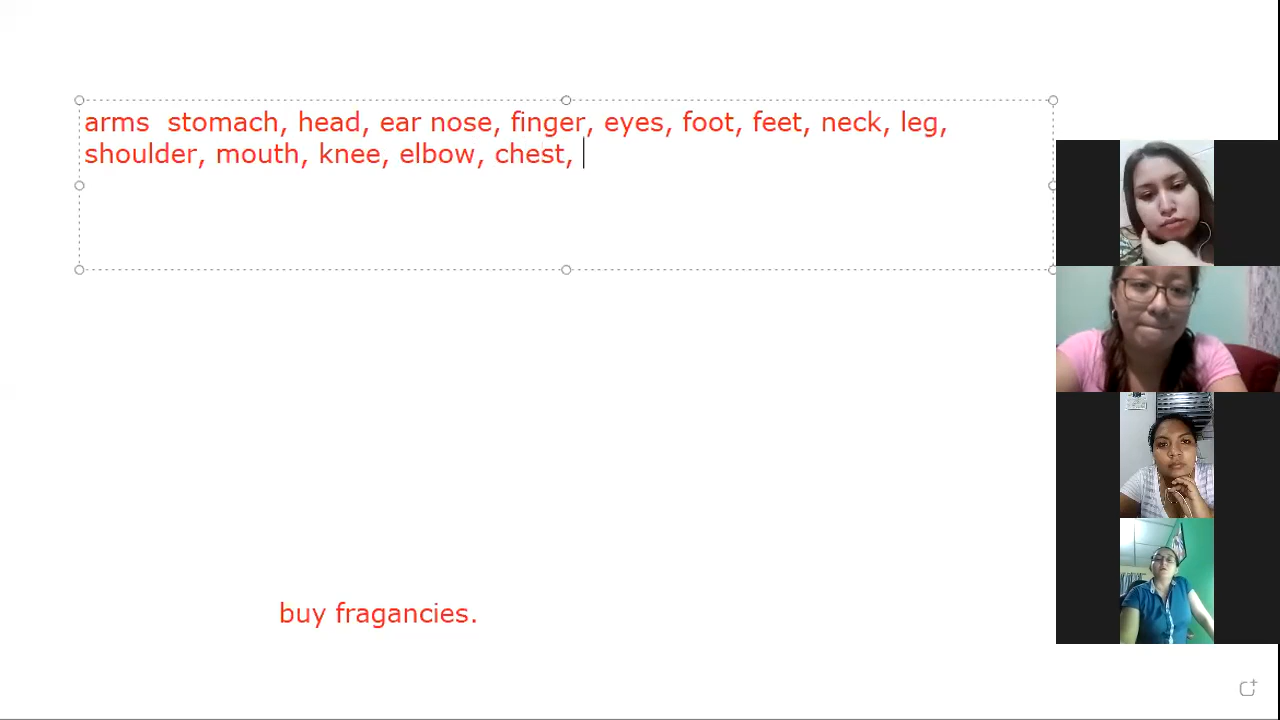 arms  stomach, head, ear nose, finger, eyes, foot, feet, neck, leg,
shoulder, mouth, knee, elbow, chest,
buy fragancies.